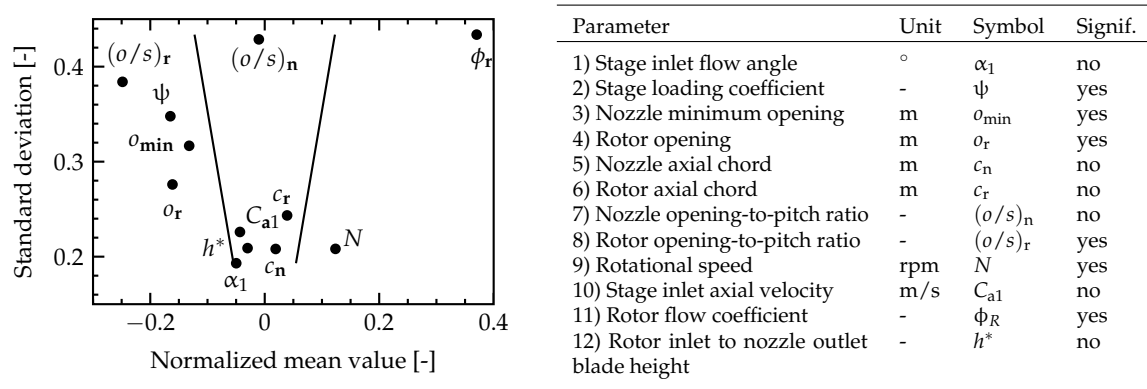 Standard deviation [-]
0.4
0.3
0.2
−0.2
0
0.2
0.4
Normalized mean value [-]
(o/s)r
(o/s)n
ϕr
ψ
omin
or
cr
Ca1
h*
cn
N
α1
Parameter Unit Symbol Signif.
1) Stage inlet flow angle ° α1 no
2) Stage loading coefficient - ψ yes
3) Nozzle minimum opening m omin yes
4) Rotor opening m or yes
5) Nozzle axial chord m cn no
6) Rotor axial chord m cr no
7) Nozzle opening-to-pitch ratio - (o/s)n no
8) Rotor opening-to-pitch ratio - (o/s)r yes
9) Rotational speed rpm N yes
10) Stage inlet axial velocity m/s Ca1 no
11) Rotor flow coefficient - ϕR yes
12) Rotor inlet to nozzle outlet - h* no
blade height